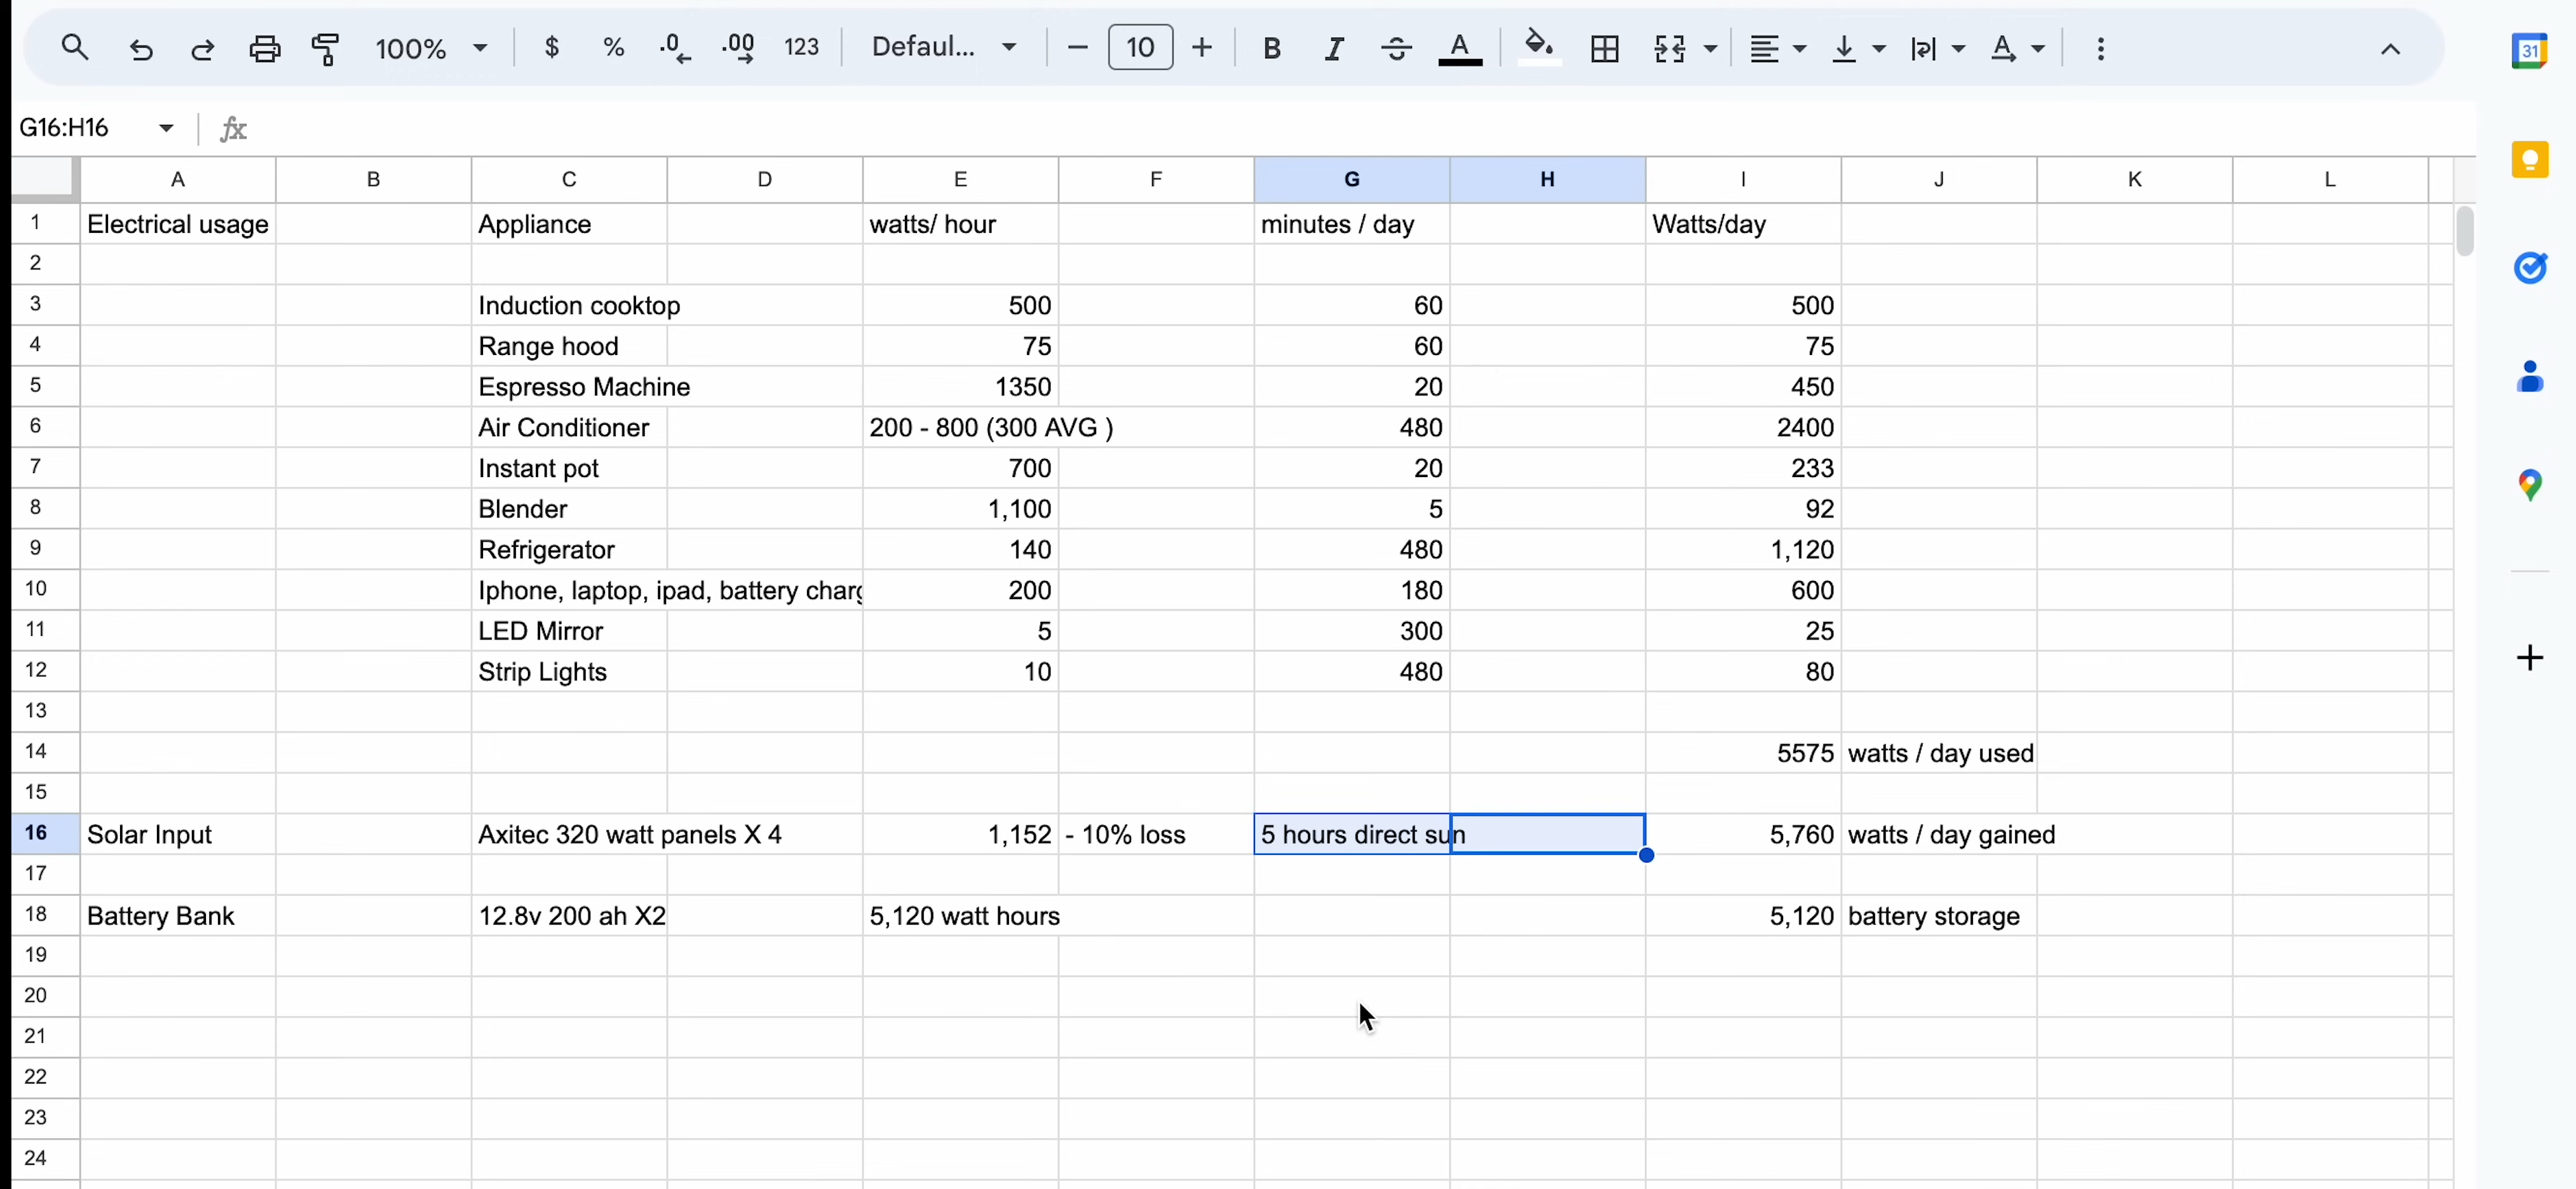 100% $ % .0 .00 123 Defaul... 10 B I A A
31
G16:H16 fx
A B C D E F G H I J K L
1 Electrical usage Appliance watts/ hour minutes / day Watts/day
2
3 Induction cooktop 500 60 500
4 Range hood 75 60 75
5 Espresso Machine 1350 20 450
6 Air Conditioner 200 - 800 (300 AVG ) 480 2400
7 Instant pot 700 20 233
8 Blender 1,100 5 92
9 Refrigerator 140 480 1,120
10 Iphone, laptop, ipad, battery charg 200 180 600
11 LED Mirror 5 300 25
12 Strip Lights 10 480 80
13
14 5575 watts / day used
15
16 Solar Input Axitec 320 watt panels X 4 1,152 - 10% loss 5 hours direct sun 5,760 watts / day gained
17
18 Battery Bank 12.8v 200 ah X2 5,120 watt hours 5,120 battery storage
19
20
21
22
23
24